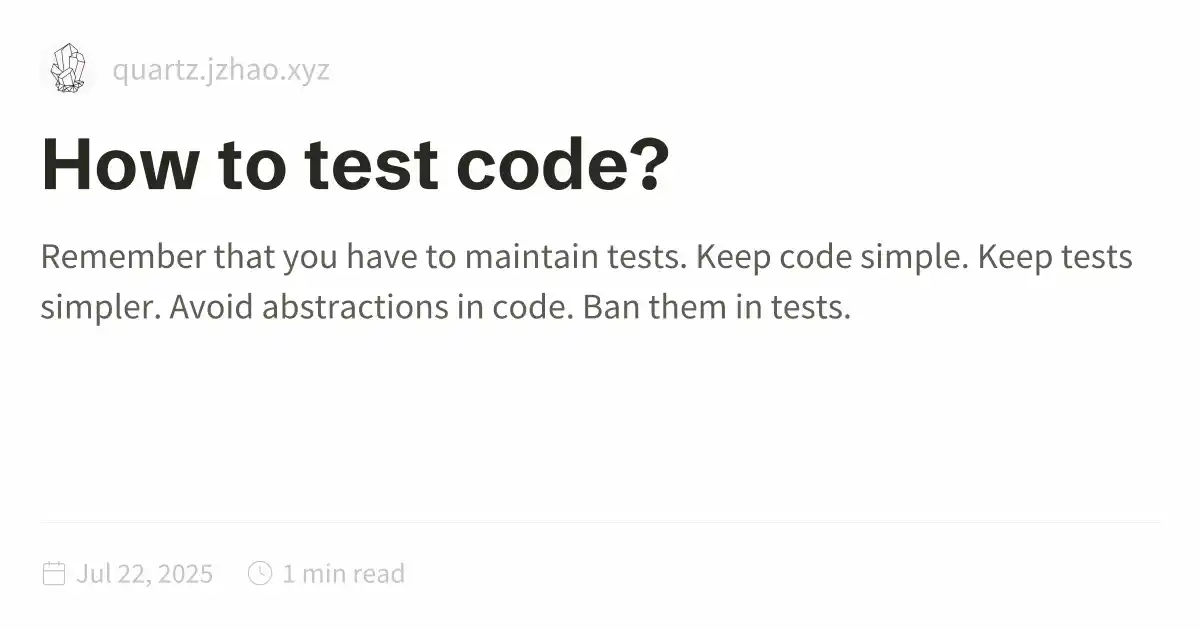 quartz.jzhao.xyz
How to test code?
Remember that you have to maintain tests. Keep code simple. Keep tests
simpler. Avoid abstractions in code. Ban them in tests.
Jul 22, 2025 1 min read